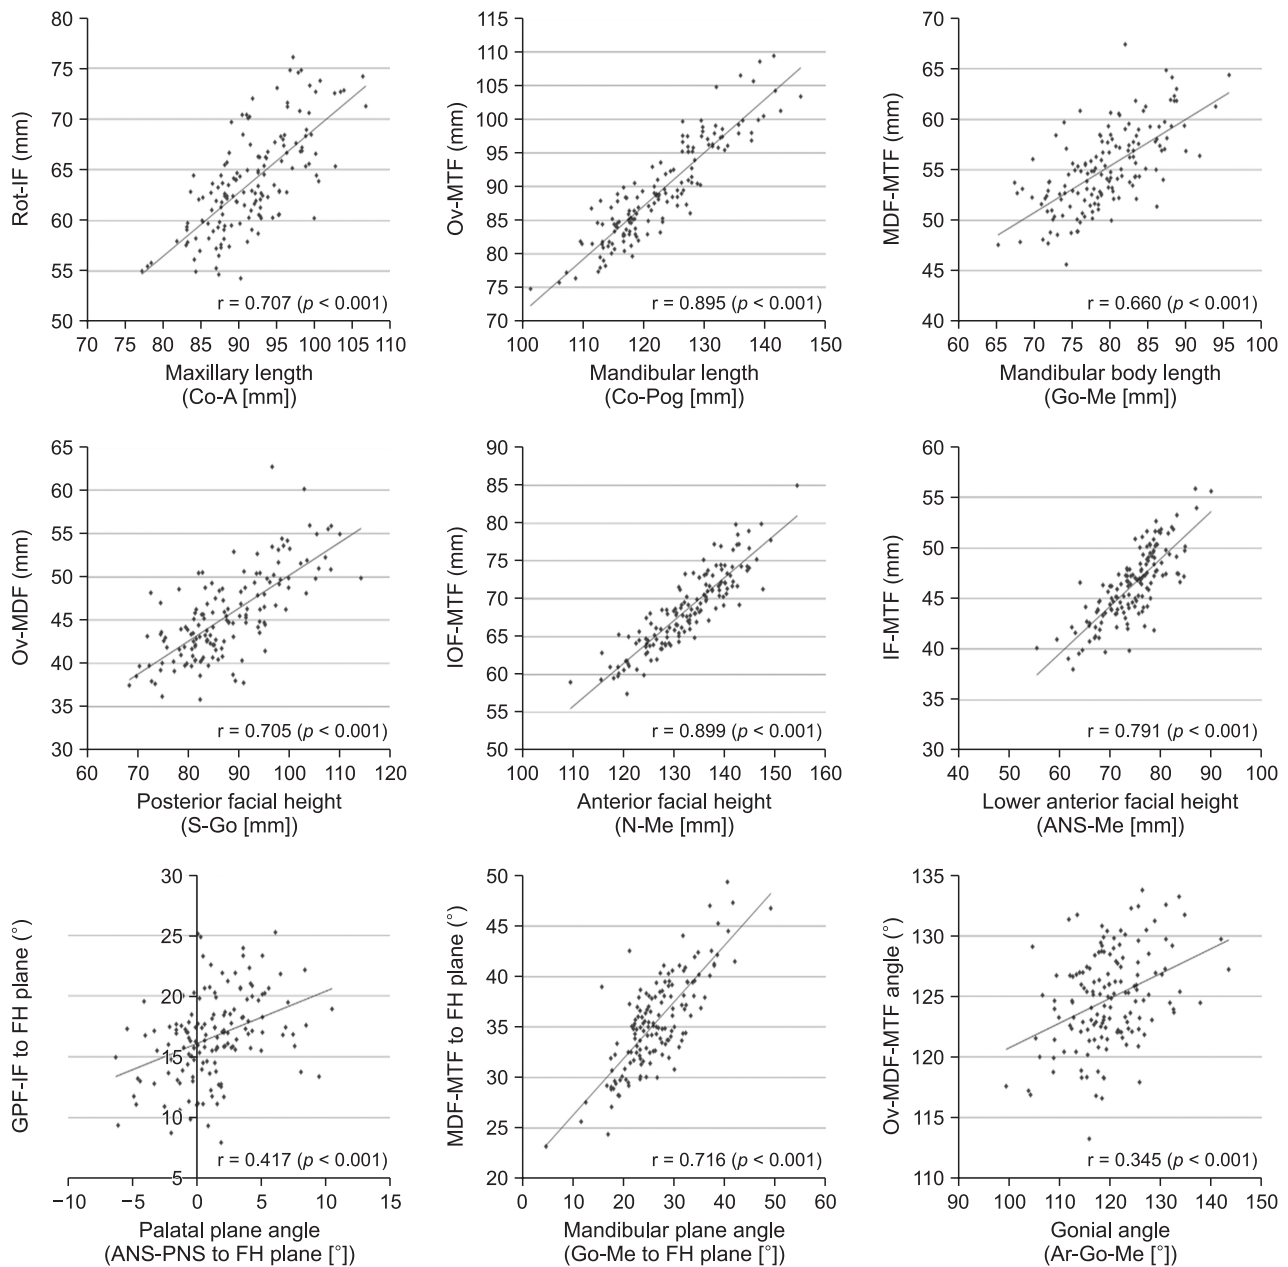 80
75
70
65
60
55
50
Rot-IF (mm)
r = 0.707 (p < 0.001)
70 75 80 85 90 95 100 105 110
Maxillary length
(Co-A [mm])
115
110
105
100
95
90
85
80
75
70
Ov-MTF (mm)
r = 0.895 (p < 0.001)
100 110 120 130 140 150
Mandibular length
(Co-Pog [mm])
70
65
60
55
50
45
40
MDF-MTF (mm)
r = 0.660 (p < 0.001)
60 65 70 75 80 85 90 95 100
Mandibular body length
(Go-Me [mm])
65
60
55
50
45
40
35
30
Ov-MDF (mm)
r = 0.705 (p < 0.001)
60 70 80 90 100 110 120
Posterior facial height
(S-Go [mm])
90
85
80
75
70
65
60
55
50
IOF-MTF (mm)
r = 0.899 (p < 0.001)
100 110 120 130 140 150 160
Anterior facial height
(N-Me [mm])
60
55
50
45
40
35
30
IF-MTF (mm)
r = 0.791 (p < 0.001)
40 50 60 70 80 90 100
Lower anterior facial height
(ANS-Me [mm])
30
25
20
15
10
5
GPF-IF to FH plane (°)
r = 0.417 (p < 0.001)
−10 −5 0 5 10 15
Palatal plane angle
(ANS-PNS to FH plane [°])
50
45
40
35
30
25
20
MDF-MTF to FH plane (°)
r = 0.716 (p < 0.001)
0 10 20 30 40 50 60
Mandibular plane angle
(Go-Me to FH plane [°])
135
130
125
120
115
110
Ov-MDF-MTF angle (°)
r = 0.345 (p < 0.001)
90 100 110 120 130 140 150
Gonial angle
(Ar-Go-Me [°])